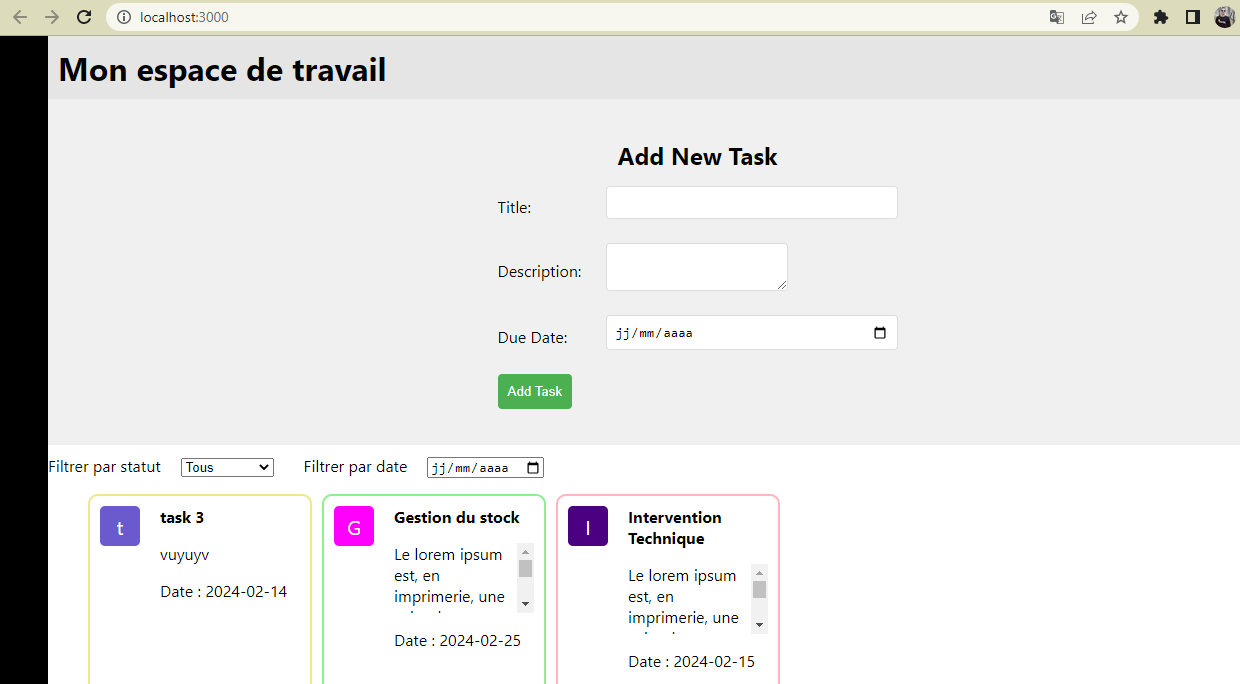 localhost:3000
Mon espace de travail
Add New Task
Title:
Description:
Due Date:
jj/mm/aaaa
Add Task
Filtrer par statut
Tous
Filtrer par date
jj/mm/aaaa
t
task 3
vuyuyv
Date : 2024-02-14
G
Gestion du stock
Le lorem ipsum
est, en
imprimerie, une
Date : 2024-02-25
I
Intervention
Technique
Le lorem ipsum
est, en
imprimerie, une
Date : 2024-02-15